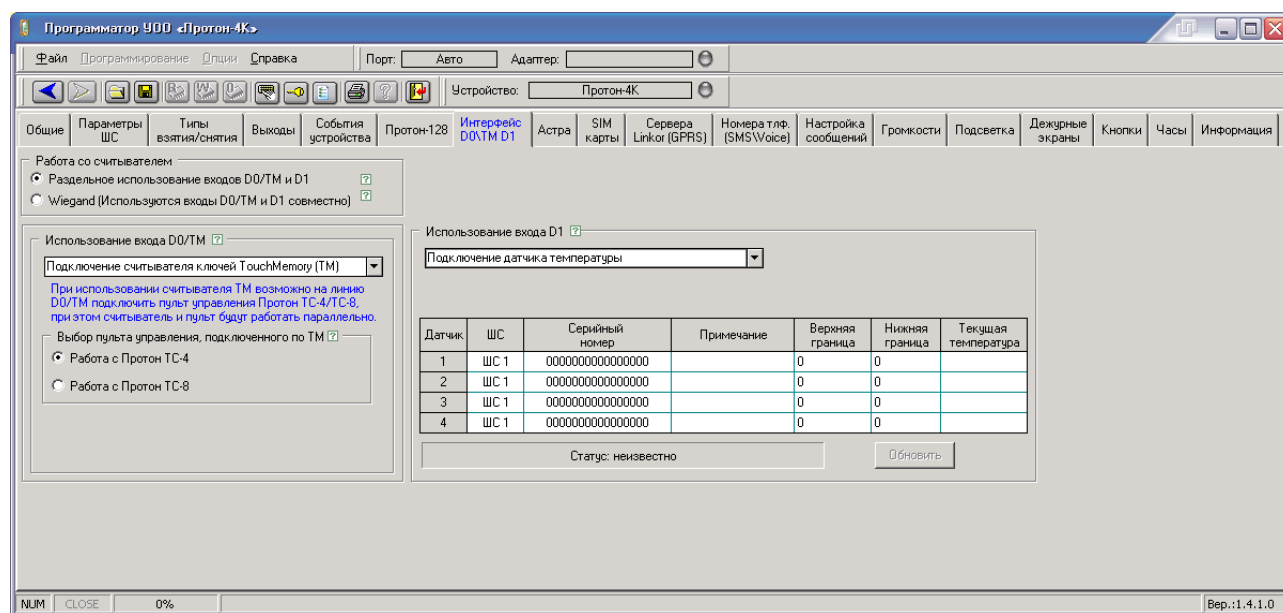 Программатор УОО «Протон-4К»
Файл Программирование Опции Справка Порт: Авто Адаптер:
Устройство: Протон-4К
Общие Параметры ШС Типы взятия/снятия Выходы События устройства Протон-128 Интерфейс D0\TM D1 Астра SIM карты Сервера Linkor (GPRS) Номера тлф. (SMS\Voice) Настройка сообщений Громкости Подсветка Дежурные экраны Кнопки Часы Информация
Работа со считывателем
Раздельное использование входов D0/TM и D1 ?
Wiegand (Используются входы D0/TM и D1 совместно) ?
Использование входа D0/TM ?
Подключение считывателя ключей TouchMemory (TM)
При использовании считывателя ТМ возможно на линию
D0/TM подключить пульт управления Протон ТС-4/ТС-8,
при этом считыватель и пульт будут работать параллельно.
Выбор пульта управления, подключенного по ТМ ?
Работа с Протон ТС-4
Работа с Протон ТС-8
Использование входа D1 ?
Подключение датчика температуры
Датчик ШС Серийный номер Примечание Верхняя граница Нижняя граница Текущая температура
1 ШС 1 0000000000000000 0 0
2 ШС 1 0000000000000000 0 0
3 ШС 1 0000000000000000 0 0
4 ШС 1 0000000000000000 0 0
Статус: неизвестно Обновить
NUM CLOSE 0% Вер.:1.4.1.0